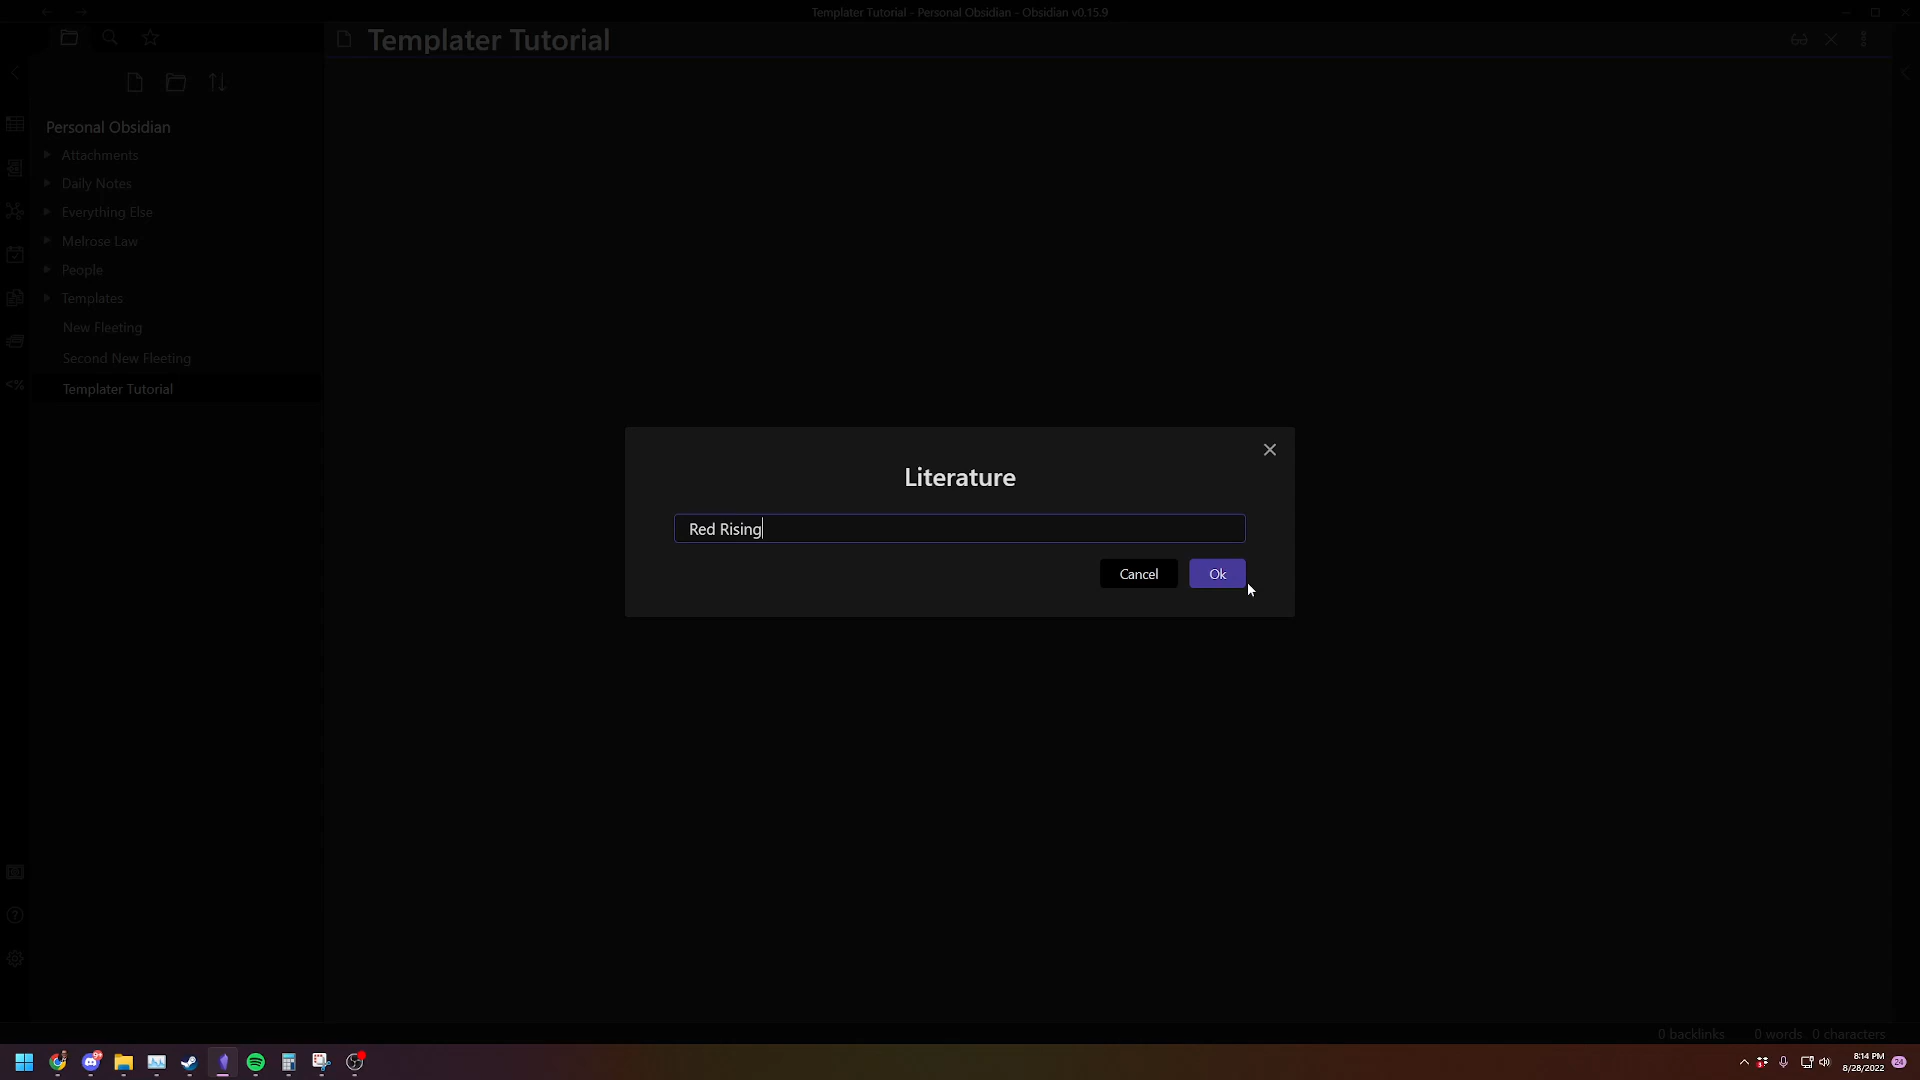 Templater Tutorial - Personal Obsidian - Obsidian v0.15.9
Templater Tutorial
Personal Obsidian
Attachments
Daily Notes
Everything Else
Melrose Law
People
Templates
New Fleeting
Second New Fleeting
Templater Tutorial
<%
Literature
Red Rising
Cancel
Ok
0 backlinks 0 words 0 characters
8:14 PM
8/28/2022
24